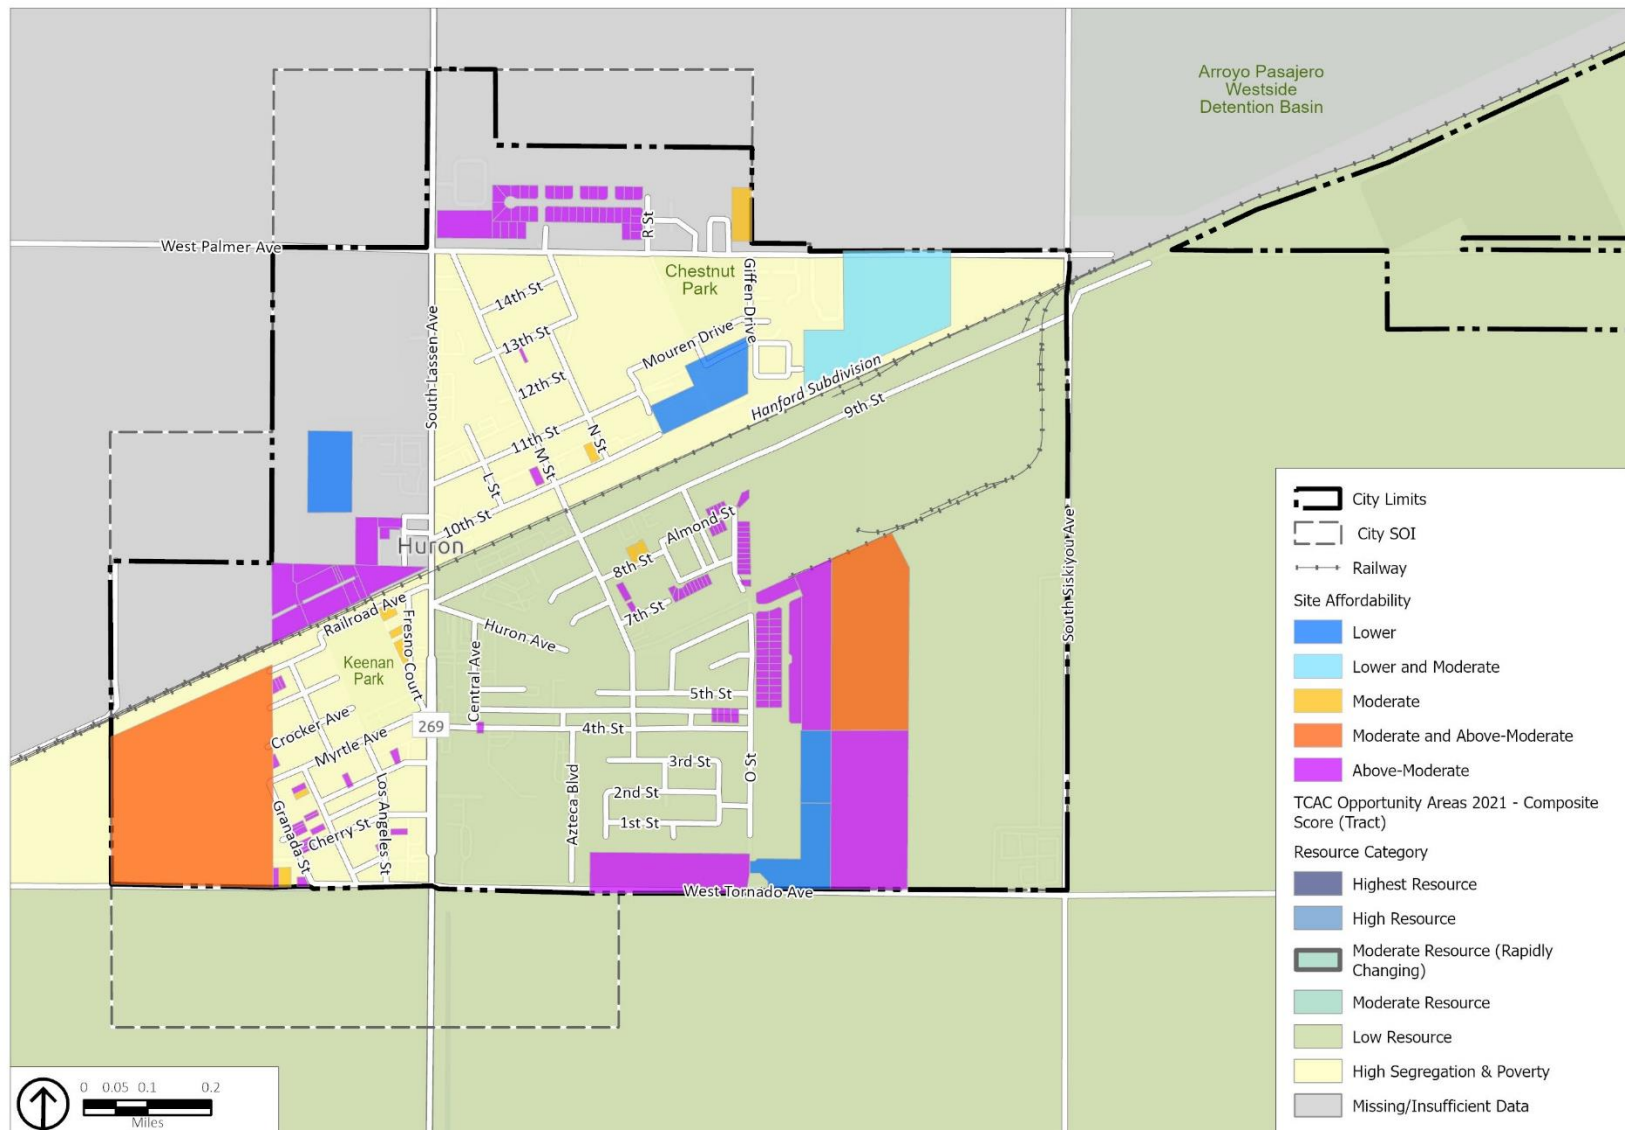 Arroyo Pasajero
Westside
Detention Basin
West Palmer Ave
R St
Chestnut
Park
Giffen Drive
14th St
South Lassen Ave
13th St
Mouren Drive
12th St
Hanford Subdivision
9th St
11th St
N St
M St
L St
10th St
Huron
Almond St
8th St
7th St
Railroad Ave
Fresno Court
Huron Ave
Central Ave
South Siskiyou Ave
Keenan
Park
5th St
269
4th St
Crocker Ave
Myrtle Ave
3rd St
O St
2nd St
1st St
Azteca Blvd
Los Angeles St
Granada St
Cherry St
West Tornado Ave
City Limits
City SOI
Railway
Site Affordability
Lower
Lower and Moderate
Moderate
Moderate and Above-Moderate
Above-Moderate
TCAC Opportunity Areas 2021 - Composite
Score (Tract)
Resource Category
Highest Resource
High Resource
Moderate Resource (Rapidly
Changing)
Moderate Resource
Low Resource
High Segregation & Poverty
Missing/Insufficient Data
0 0.05 0.1 0.2
Miles